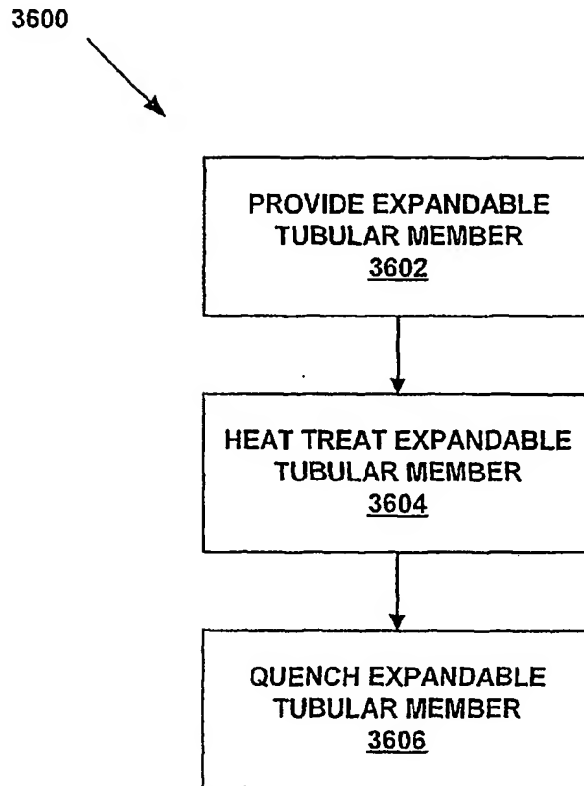 3600
PROVIDE EXPANDABLE
TUBULAR MEMBER
3602
HEAT TREAT EXPANDABLE
TUBULAR MEMBER
3604
QUENCH EXPANDABLE
TUBULAR MEMBER
3606